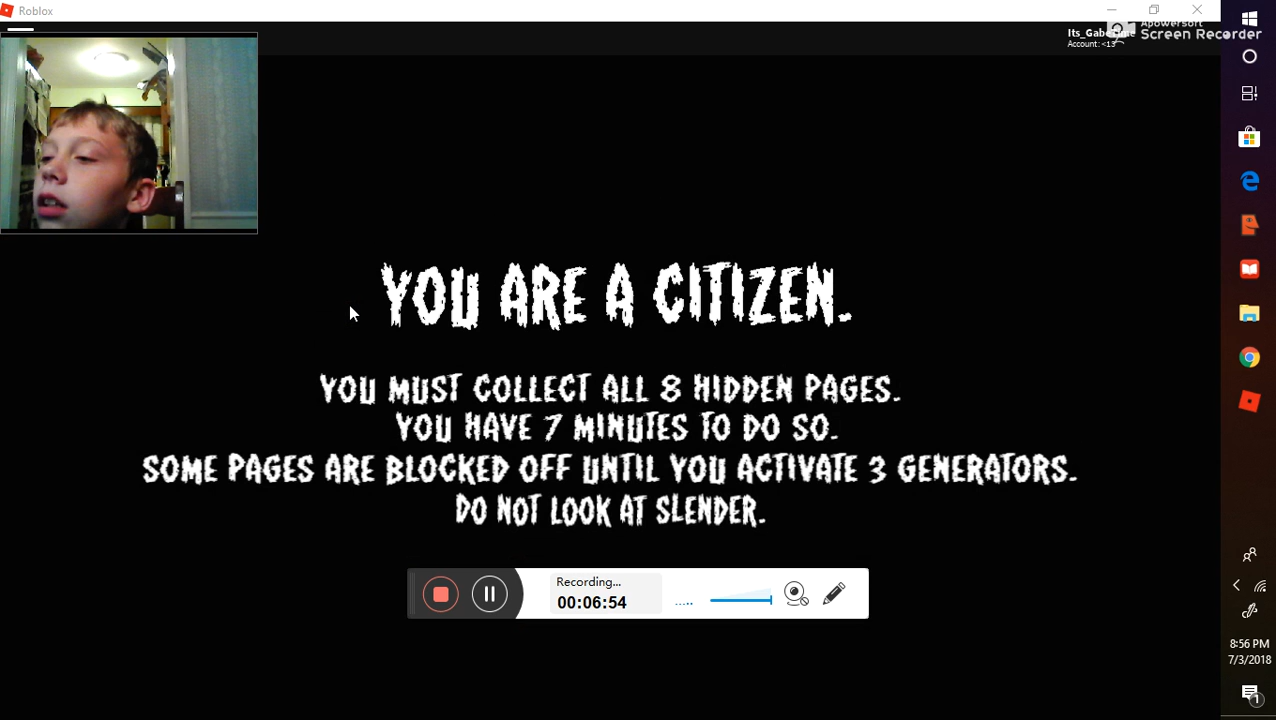 Roblox
Apowersoft
Screen Recorder
Account: <13
YOU ARE A CITIZEN.
YOU MUST COLLECT ALL 8 HIDDEN PAGES.
YOU HAVE 7 MINUTES TO DO SO.
SOME PAGES ARE BLOCKED OFF UNTIL YOU ACTIVATE 3 GENERATORS.
DO NOT LOOK AT SLENDER.
Recording...
00:06:54
8:56 PM
7/3/2018
1